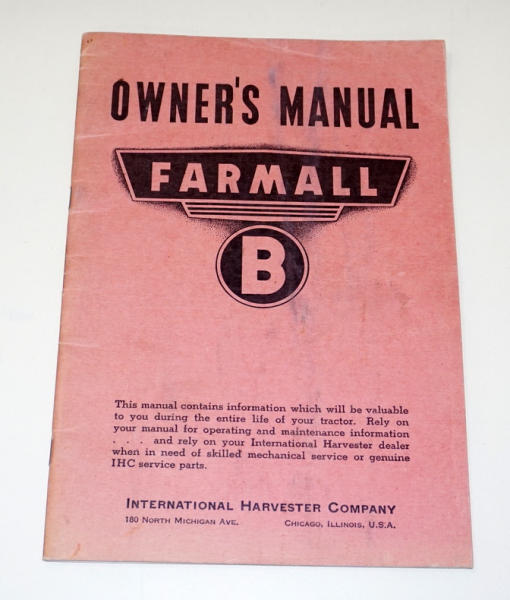 OWNER'S MANUAL
FARMALL
B
This manual contains information which will be valuable
to you during the entire life of your tractor. Rely on
your manual for operating and maintenance information
. . . and rely on your International Harvester dealer
when in need of skilled mechanical service or genuine
IHC service parts.
INTERNATIONAL HARVESTER COMPANY
180 NORTH MICHIGAN AVE. CHICAGO, ILLINOIS, U.S.A.